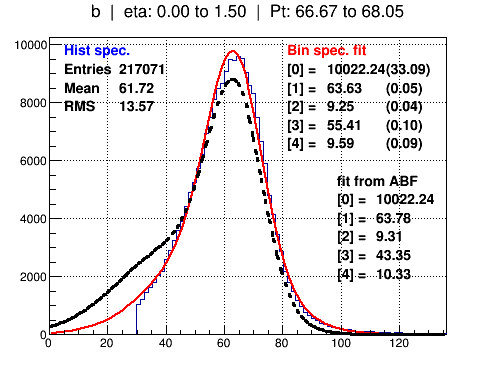 b | eta: 0.00 to 1.50 | Pt: 66.67 to 68.05
Hist spec.
Entries 217071
Mean 61.72
RMS 13.57
Bin spec. fit
[0] = 10022.24(33.09)
[1] = 63.63 (0.05)
[2] = 9.25 (0.04)
[3] = 55.41 (0.10)
[4] = 9.59 (0.09)
fit from ABF
[0] = 10022.24
[1] = 63.78
[2] = 9.31
[3] = 43.35
[4] = 10.33
10000
8000
6000
4000
2000
0
0 20 40 60 80 100 120